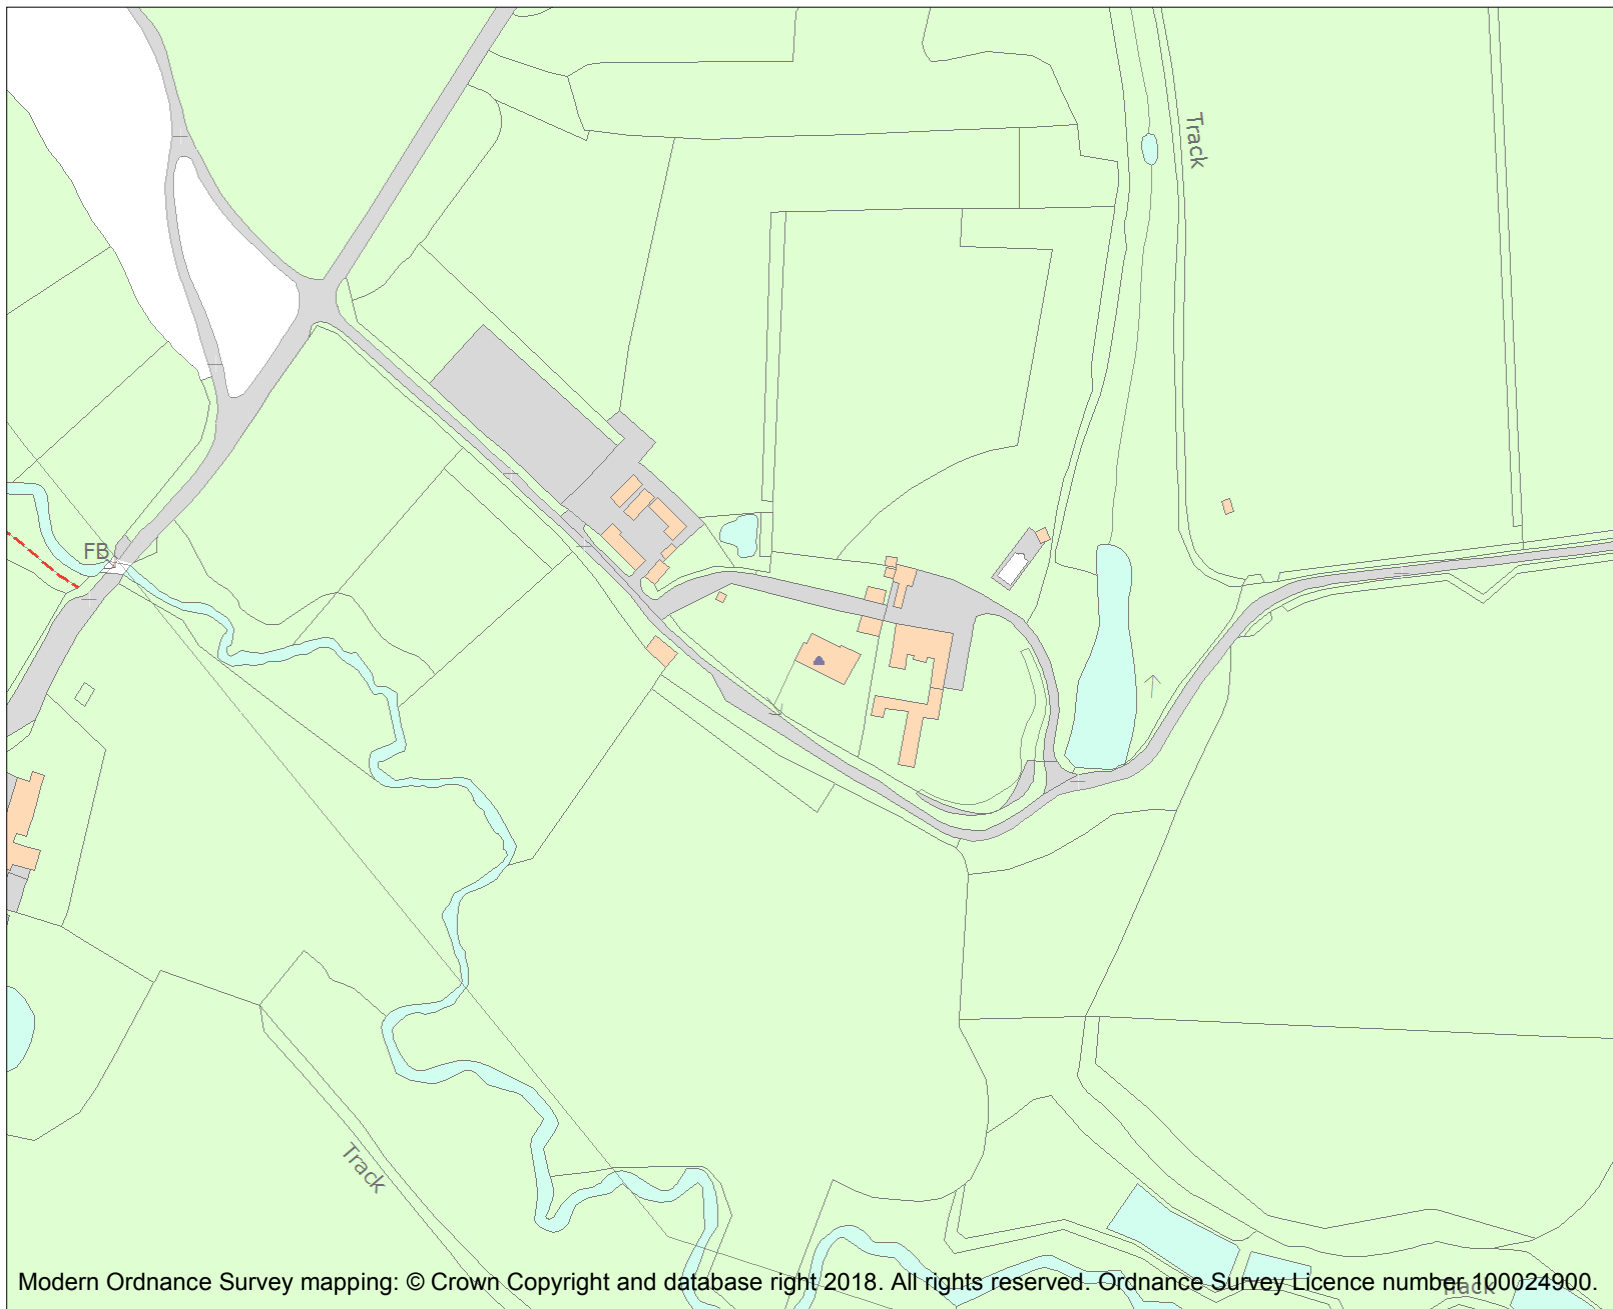 Track
FB
Track
Track
Modern Ordnance Survey mapping: © Crown Copyright and database right 2018. All rights reserved. Ordnance Survey Licence number 100024900.